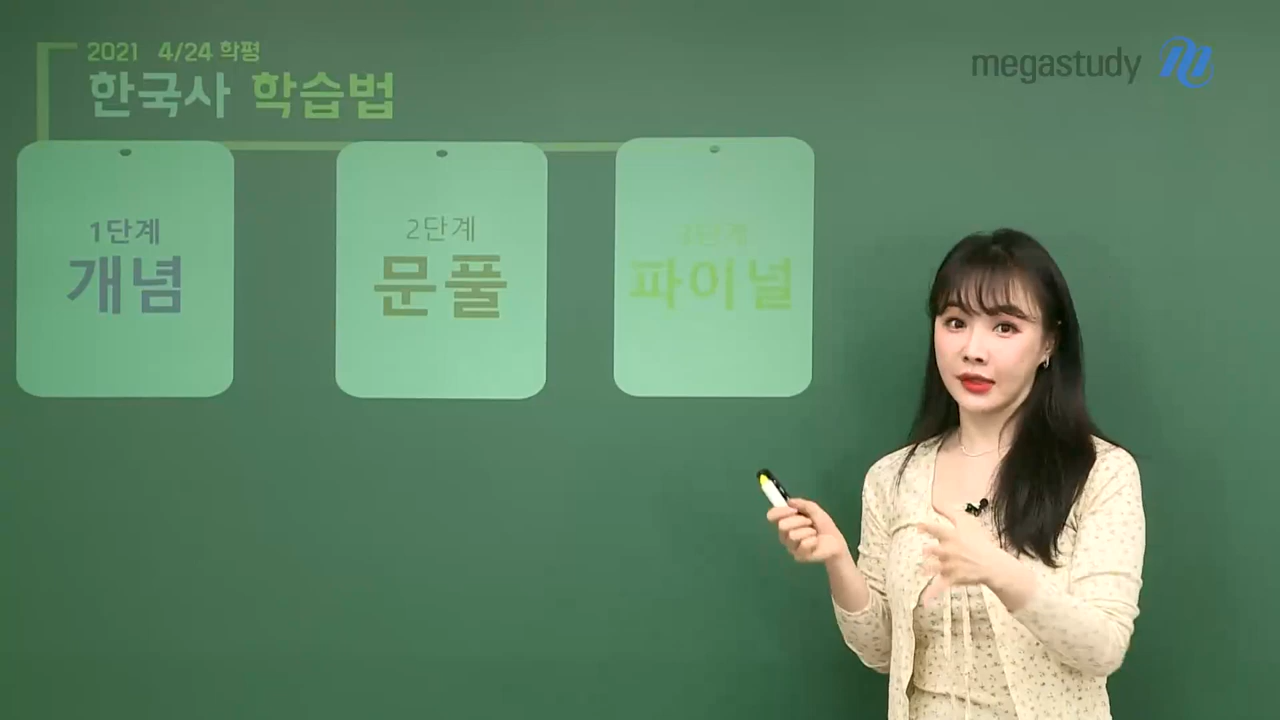 2021 4/24 학평
한국사 학습법
megastudy
1단계
개념
2단계
문풀
3단계
파이널